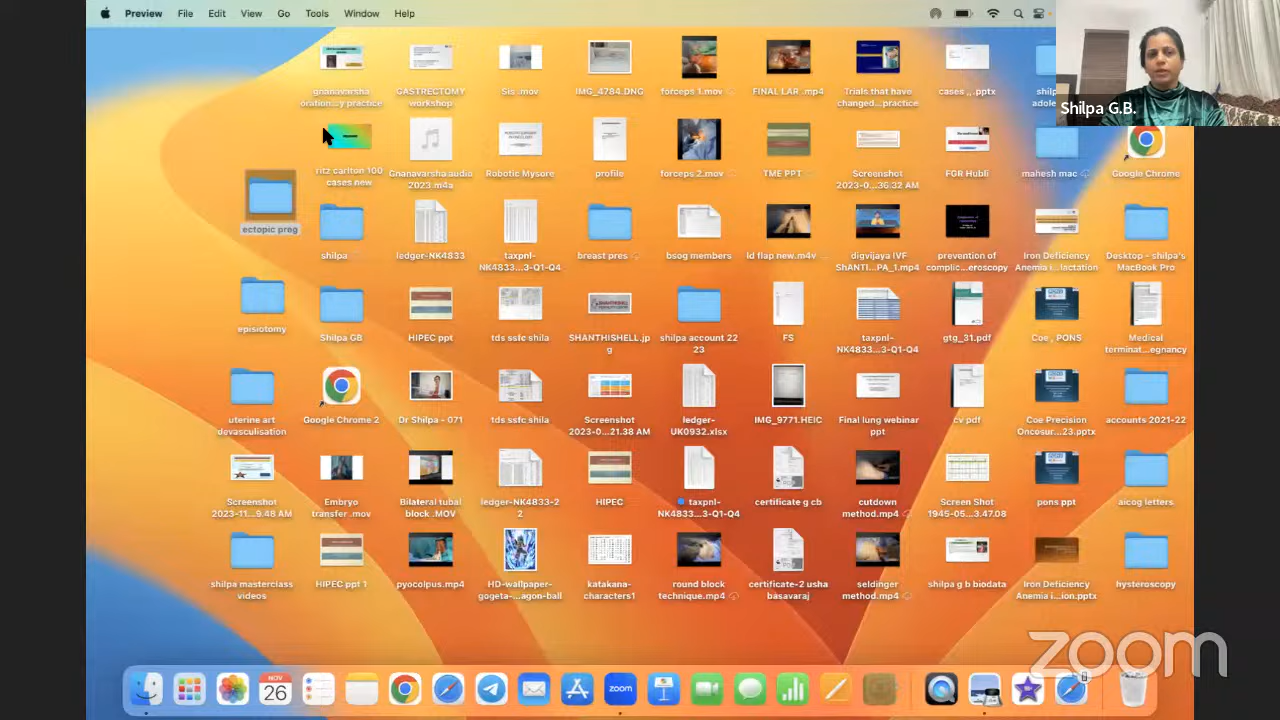 Preview File Edit View Go Tools Window Help
Shilpa G.B.
gnanavarsha
oration...y practice
GASTRECTOMY
workshop
Sis .mov
IMG_4784.DNG
forceps 1.mov
FINAL LAR .mp4
Trials that have
changed...practice
cases ,,.pptx
shilp
adole
ritz carlton 100
cases new
Gnanavarsha audio
2023.m4a
Robotic Mysore
profile
forceps 2.mov
TME PPT
Screenshot
2023-0...36.32 AM
FGR Hubli
mahesh mac
Google Chrome
ectopic preg
shilpa
ledger-NK4833
taxpnl-
NK4833...3-Q1-Q4
breast pres
bsog members
ld flap new.m4v
digvijaya IVF
ShANTI...PA_1.mp4
prevention of
complic...eroscopy
Iron Deficiency
Anemia i...lactation
Desktop - shilpa's
MacBook Pro
episiotomy
Shilpa GB
HIPEC ppt
tds ssfc shila
SHANTHISHELL.jp
g
shilpa account 22
23
FS
taxpnl-
NK4833...3-Q1-Q4
gtg_31.pdf
Coe , PONS
Medical
terminat...egnancy
uterine art
devasculisation
Google Chrome 2
Dr Shilpa - 071
tds ssfc shila
Screenshot
2023-0...21.38 AM
ledger-
UK0932.xlsx
IMG_9771.HEIC
Final lung webinar
ppt
cv pdf
Coe Precision
Oncosur...23.pptx
accounts 2021-22
Screenshot
2023-11...9.48 AM
Embryo
transfer .mov
Bilateral tubal
block .MOV
ledger-NK4833-2
2
HIPEC
taxpnl-
NK4833...3-Q1-Q4
certificate g cb
cutdown
method.mp4
Screen Shot
1945-05...3.47.08
pons ppt
aicog letters
shilpa masterclass
videos
HIPEC ppt 1
pyocolpus.mp4
HD-wallpaper-
gogeta-...agon-ball
katakana-
characters1
round block
technique.mp4
certificate-2 usha
basavaraj
seldinger
method.mp4
shilpa g b biodata
Iron Deficiency
Anemia i...ion.pptx
hysteroscopy
zoom
NOV
26
zoom